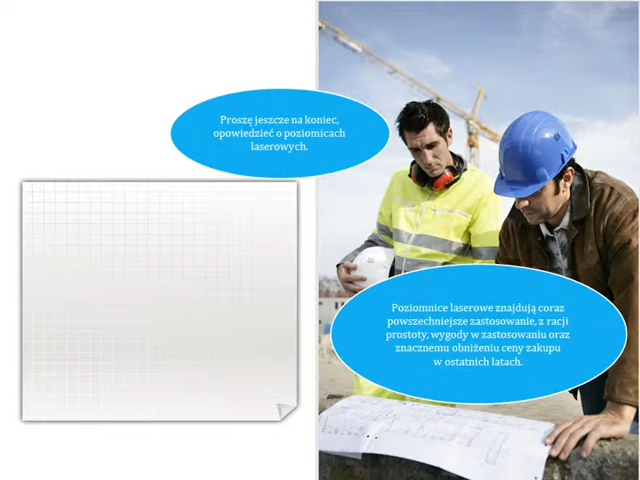 Proszę jeszcze na koniec,
opowiedzieć o poziomicach
laserowych.
Poziomnice laserowe znajdują coraz
powszechniejsze zastosowanie, z racji
prostoty, wygody w zastosowaniu oraz
znacznemu obniżeniu ceny zakupu
w ostatnich latach.